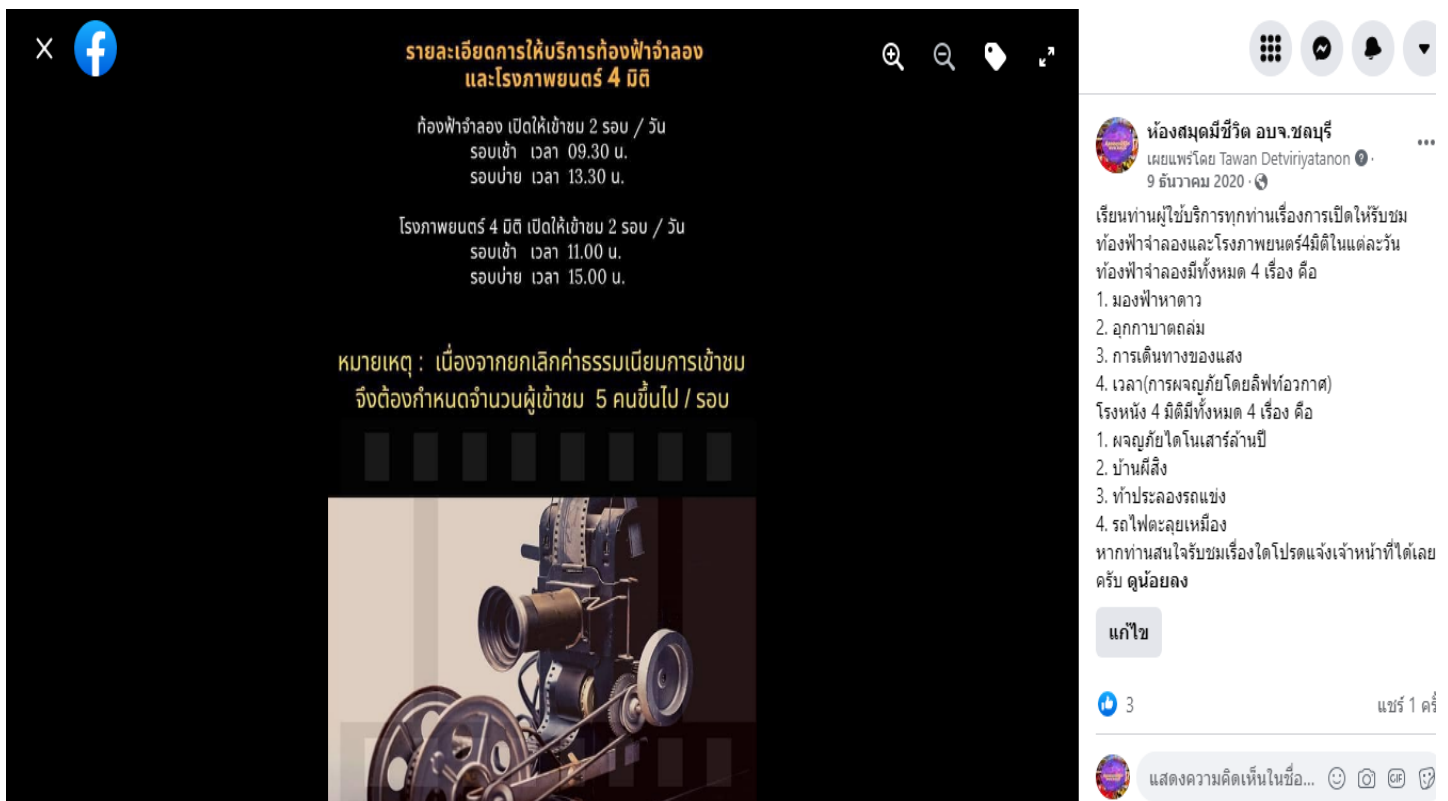 รายละเอียดการให้บริการท้องฟ้าจำลอง
และโรงภาพยนตร์ 4 มิติ
ท้องฟ้าจำลอง เปิดให้เข้าชม 2 รอบ / วัน
รอบเช้า เวลา 09.30 น.
รอบบ่าย เวลา 13.30 น.
โรงภาพยนตร์ 4 มิติ เปิดให้เข้าชม 2 รอบ / วัน
รอบเช้า เวลา 11.00 น.
รอบบ่าย เวลา 15.00 น.
หมายเหตุ : เนื่องจากยกเลิกค่าธรรมเนียมการเข้าชม
จึงต้องกำหนดจำนวนผู้เข้าชม 5 คนขึ้นไป / รอบ
ห้องสมุดมีชีวิต อบจ.ชลบุรี
เผยแพร่โดย Tawan Detviriyatanon ·
9 ธันวาคม 2020 ·
เรียนท่านผู้ใช้บริการทุกท่านเรื่องการเปิดให้รับชม
ท้องฟ้าจำลองและโรงภาพยนตร์4มิติในแต่ละวัน
ท้องฟ้าจำลองมีทั้งหมด 4 เรื่อง คือ
1. มองฟ้าหาดาว
2. อุกกาบาตถล่ม
3. การเดินทางของแสง
4. เวลา(การผจญภัยโดยลิฟท์อวกาศ)
โรงหนัง 4 มิติมีทั้งหมด 4 เรื่อง คือ
1. ผจญภัยไดโนเสาร์ล้านปี
2. บ้านผีสิง
3. ท้าประลองรถแข่ง
4. รถไฟตะลุยเหมือง
หากท่านสนใจรับชมเรื่องใดโปรดแจ้งเจ้าหน้าที่ได้เลย
ครับ ดูน้อยลง
แก้ไข
3
แชร์ 1
แสดงความคิดเห็นในชื่อ...
GIF